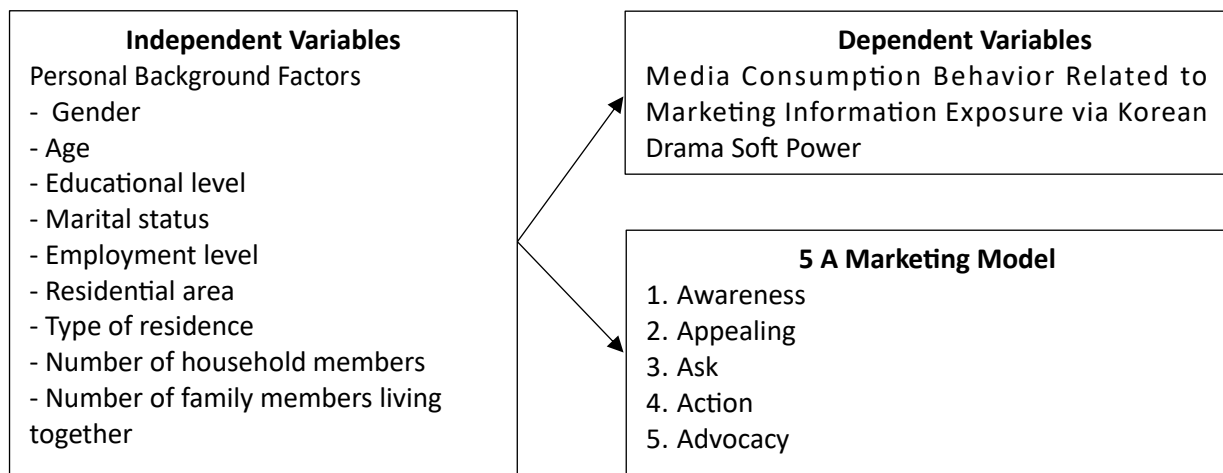 Independent Variables
Personal Background Factors
- Gender
- Age
- Educational level
- Marital status
- Employment level
- Residential area
- Type of residence
- Number of household members
- Number of family members living
together
Dependent Variables
Media Consumption Behavior Related to
Marketing Information Exposure via Korean
Drama Soft Power
5 A Marketing Model
1. Awareness
2. Appealing
3. Ask
4. Action
5. Advocacy